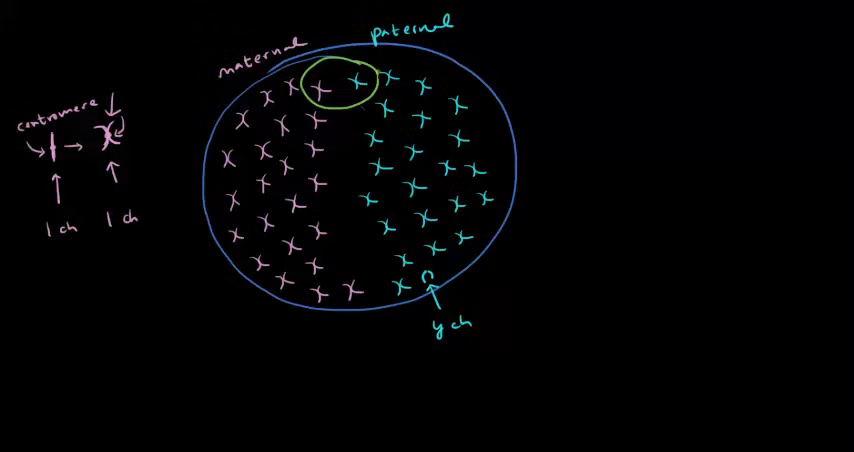 paternal
maternal
centromere
1 ch
1 ch
y ch